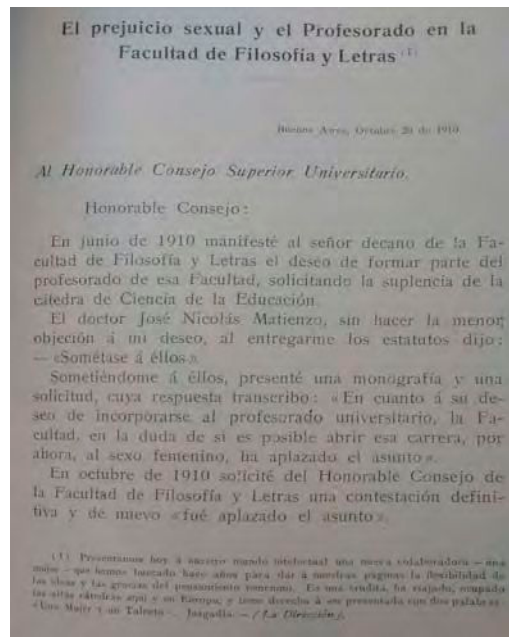 El prejuicio sexual y el Profesorado en la
Facultad de Filosofía y Letras (1)
Buenos Aires, Octubre 20 de 1910.
Al Honorable Consejo Superior Universitario.
Honorable Consejo:
En junio de 1910 manifesté al señor decano de la Fa-
cultad de Filosofía y Letras el deseo de formar parte del
profesorado de esa Facultad, solicitando la suplencia de la
cátedra de Ciencia de la Educación.
El doctor José Nicolás Matienzo, sin hacer la menor
objeción á mi deseo, al entregarme los estatutos dijo:
— «Sométase á éllos».
Sometiéndome á éllos, presenté una monografía y una
solicitud, cuya respuesta transcribo: «En cuanto á su de-
seo de incorporarse al profesorado universitario, la Fa-
cultad, en la duda de si es posible abrir esa carrera, por
ahora, al sexo femenino, ha aplazado el asunto».
En octubre de 1910 solicité del Honorable Consejo de
la Facultad de Filosofía y Letras una contestación defini-
tiva y de nuevo «fué aplazado el asunto».
(1) Presentamos hoy á nuestro mundo intelectual una nueva colaboradora — una
mujer — que hemos buscado hace años para dar á nuestras páginas la flexibilidad de
las ideas y las gracias del pensamiento femenino. Es una erudita, ha viajado, ocupado
las altas cátedras aquí y en Europa, y tiene derecho á ser presentada con dos palabras:
«Una Mujer y un Talento». Juzgadla. — (La Dirección).